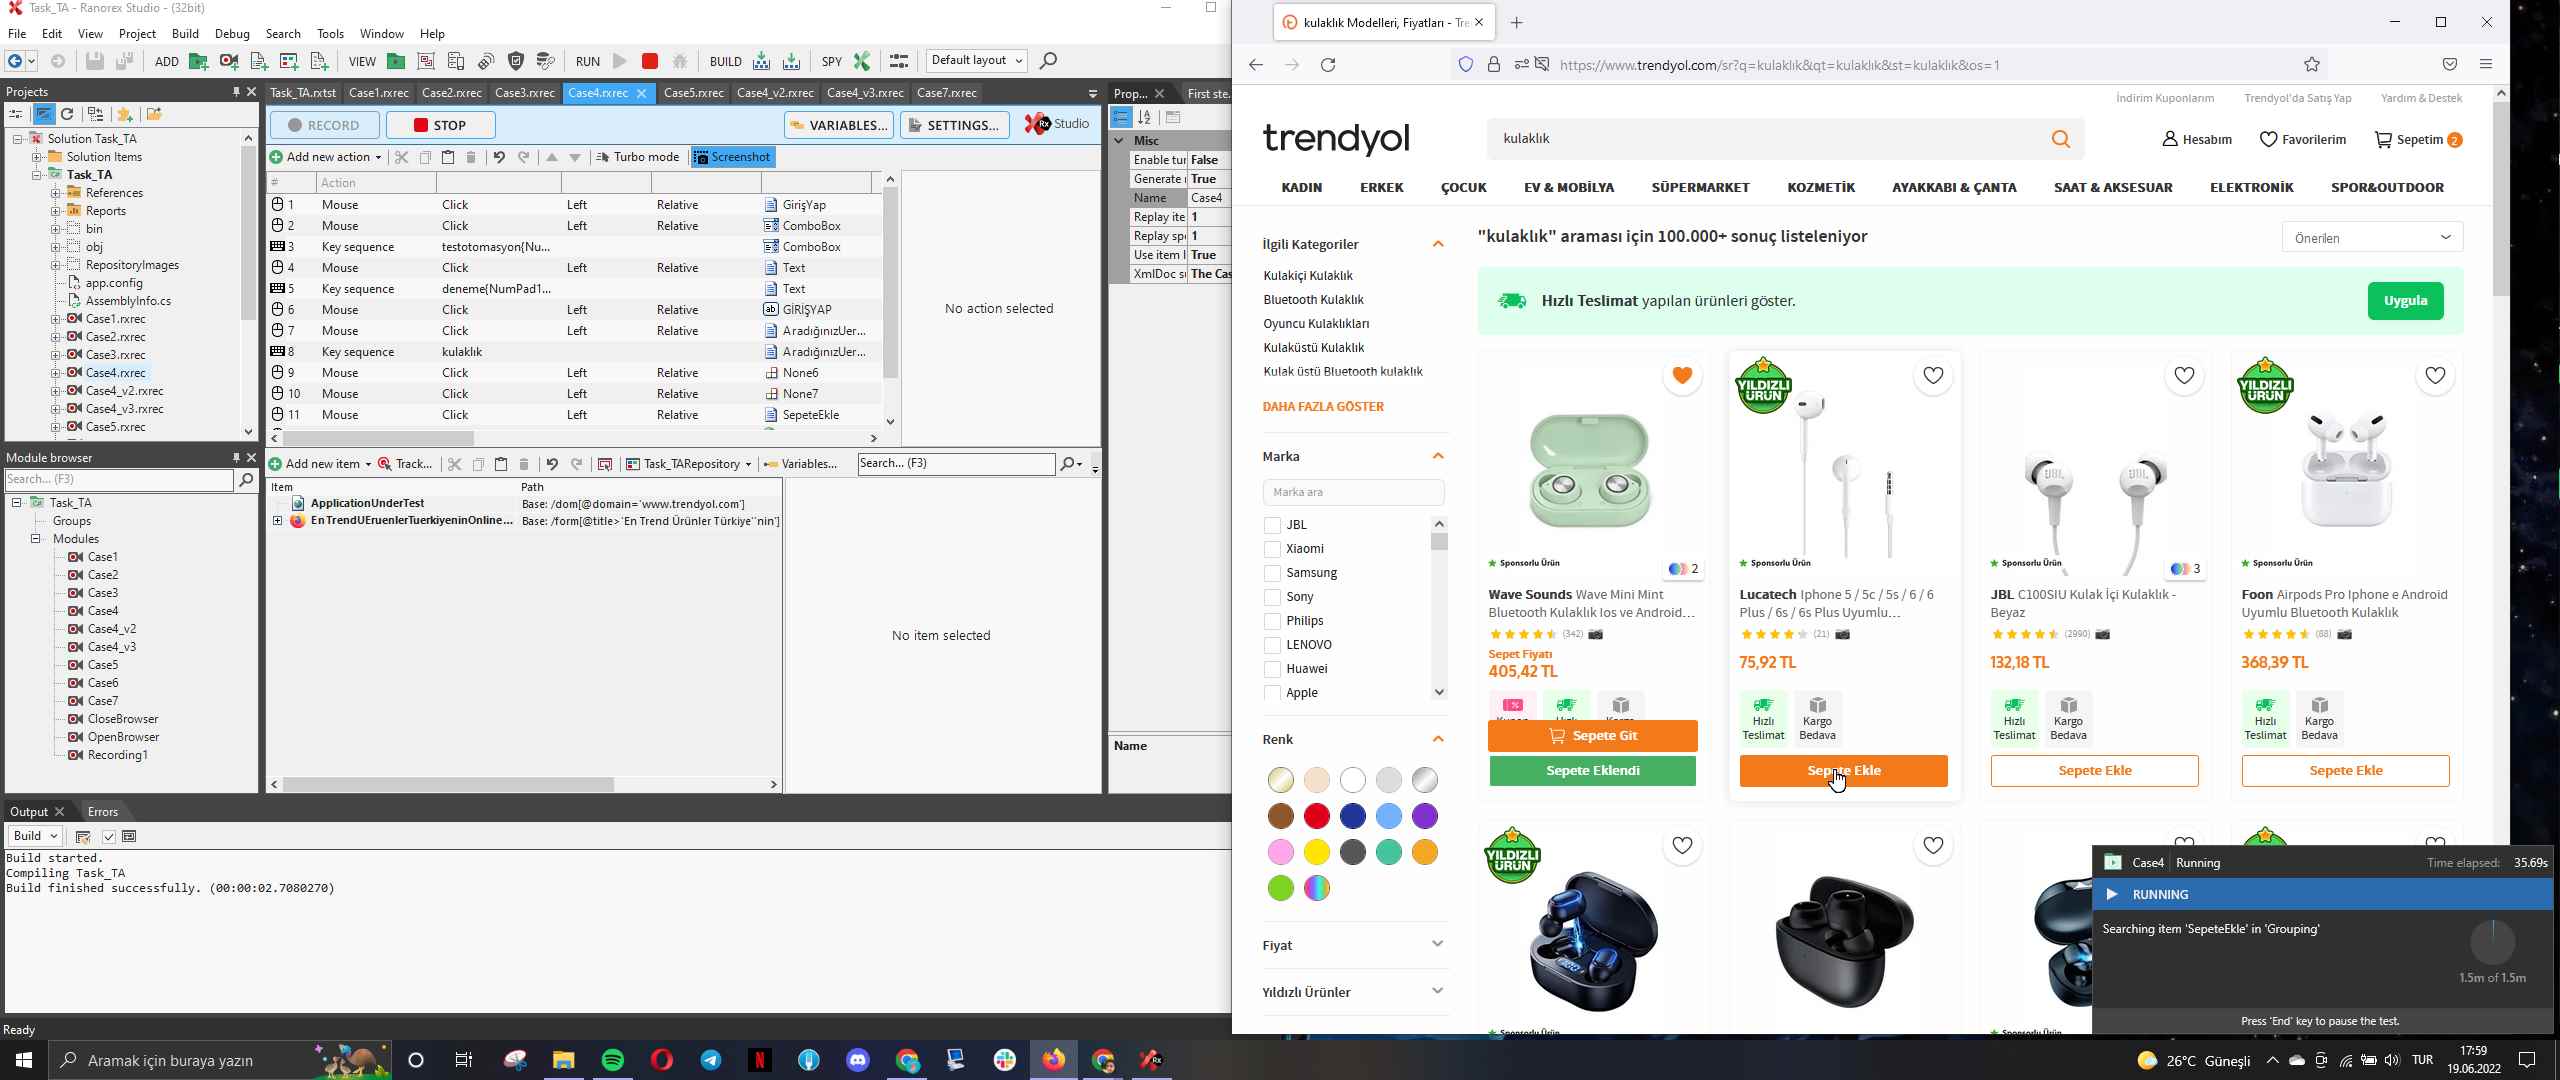 Task_TA - Ranorex Studio - (32bit)
File Edit View Project Build Debug Search Tools Window Help
ADD VIEW RUN BUILD SPY Default layout
Projects
Solution Task_TA
Solution Items
Task_TA
References
Reports
bin
obj
RepositoryImages
app.config
AssemblyInfo.cs
Case1.rxrec
Case2.rxrec
Case3.rxrec
Case4.rxrec
Case4_v2.rxrec
Case4_v3.rxrec
Case5.rxrec
Module browser
Search... (F3)
Task_TA
Groups
Modules
Case1
Case2
Case3
Case4
Case4_v2
Case4_v3
Case5
Case6
Case7
CloseBrowser
OpenBrowser
Recording1
Task_TA.rxtst Case1.rxrec Case2.rxrec Case3.rxrec Case4.rxrec Case5.rxrec Case4_v2.rxrec Case4_v3.rxrec Case7.rxrec
RECORD STOP VARIABLES... SETTINGS... Rx Studio
Add new action Turbo mode Screenshot
# Action
1 Mouse Click Left Relative GirişYap
2 Mouse Click Left Relative ComboBox
3 Key sequence testotomasyon{Nu... ComboBox
4 Mouse Click Left Relative Text
5 Key sequence deneme{NumPad1... Text
6 Mouse Click Left Relative GİRİŞYAP
7 Mouse Click Left Relative AradığınızUer...
8 Key sequence kulaklık AradığınızUer...
9 Mouse Click Left Relative None6
10 Mouse Click Left Relative None7
11 Mouse Click Left Relative SepeteEkle
No action selected
Add new item Track... Task_TARepository Variables... Search... (F3)
Item Path
ApplicationUnderTest Base: /dom[@domain='www.trendyol.com']
EnTrendUEruenlerTuerkiyeninOnline... Base: /form[@title>'En Trend Ürünler Türkiye''nin']
No item selected
Prop... First ste...
Misc
Enable tur False
Generate r True
Name Case4
Replay ite 1
Replay spe 1
Use item l True
XmlDoc su The Cas
Name
Output Errors
Build
Build started.
Compiling Task_TA
Build finished successfully. (00:00:02.7080270)
Ready
kulaklık Modelleri, Fiyatları - Tre
https://www.trendyol.com/sr?q=kulaklık&qt=kulaklık&st=kulaklık&os=1
İndirim Kuponlarım Trendyol'da Satış Yap Yardım & Destek
trendyol
kulaklık
Hesabım Favorilerim Sepetim 2
KADIN ERKEK ÇOCUK EV & MOBİLYA SÜPERMARKET KOZMETİK AYAKKABI & ÇANTA SAAT & AKSESUAR ELEKTRONİK SPOR&OUTDOOR
İlgili Kategoriler
Kulakiçi Kulaklık
Bluetooth Kulaklık
Oyuncu Kulaklıkları
Kulaküstü Kulaklık
Kulak üstü Bluetooth kulaklık
DAHA FAZLA GÖSTER
Marka
Marka ara
JBL
Xiaomi
Samsung
Sony
Philips
LENOVO
Huawei
Apple
Renk
Fiyat
Yıldızlı Ürünler
"kulaklık" araması için 100.000+ sonuç listeleniyor
Önerilen
Hızlı Teslimat yapılan ürünleri göster.
Uygula
Sponsorlu Ürün
2
Wave Sounds Wave Mini Mint
Bluetooth Kulaklık Ios ve Android...
(342)
Sepet Fiyatı
405,42 TL
Kupon Hızlı Kargo
Sepete Git
Sepete Eklendi
YILDIZLI
ÜRÜN
Sponsorlu Ürün
Lucatech Iphone 5 / 5c / 5s / 6 / 6
Plus / 6s / 6s Plus Uyumlu...
(21)
75,92 TL
Hızlı Teslimat
Kargo Bedava
Sepete Ekle
JBL
Sponsorlu Ürün
3
JBL C100SIU Kulak İçi Kulaklık -
Beyaz
(2990)
132,18 TL
Hızlı Teslimat
Kargo Bedava
Sepete Ekle
YILDIZLI
ÜRÜN
Sponsorlu Ürün
Foon Airpods Pro Iphone e Android
Uyumlu Bluetooth Kulaklık
(88)
368,39 TL
Hızlı Teslimat
Kargo Bedava
Sepete Ekle
YILDIZLI
ÜRÜN
Sponsorlu Ürün
Sponsorlu Ürün
Case4 Running Time elapsed: 35.69s
RUNNING
Searching item 'SepeteEkle' in 'Grouping'
1.5m of 1.5m
Press 'End' key to pause the test.
Aramak için buraya yazın
26°C Güneşli
TUR
17:59
19.06.2022